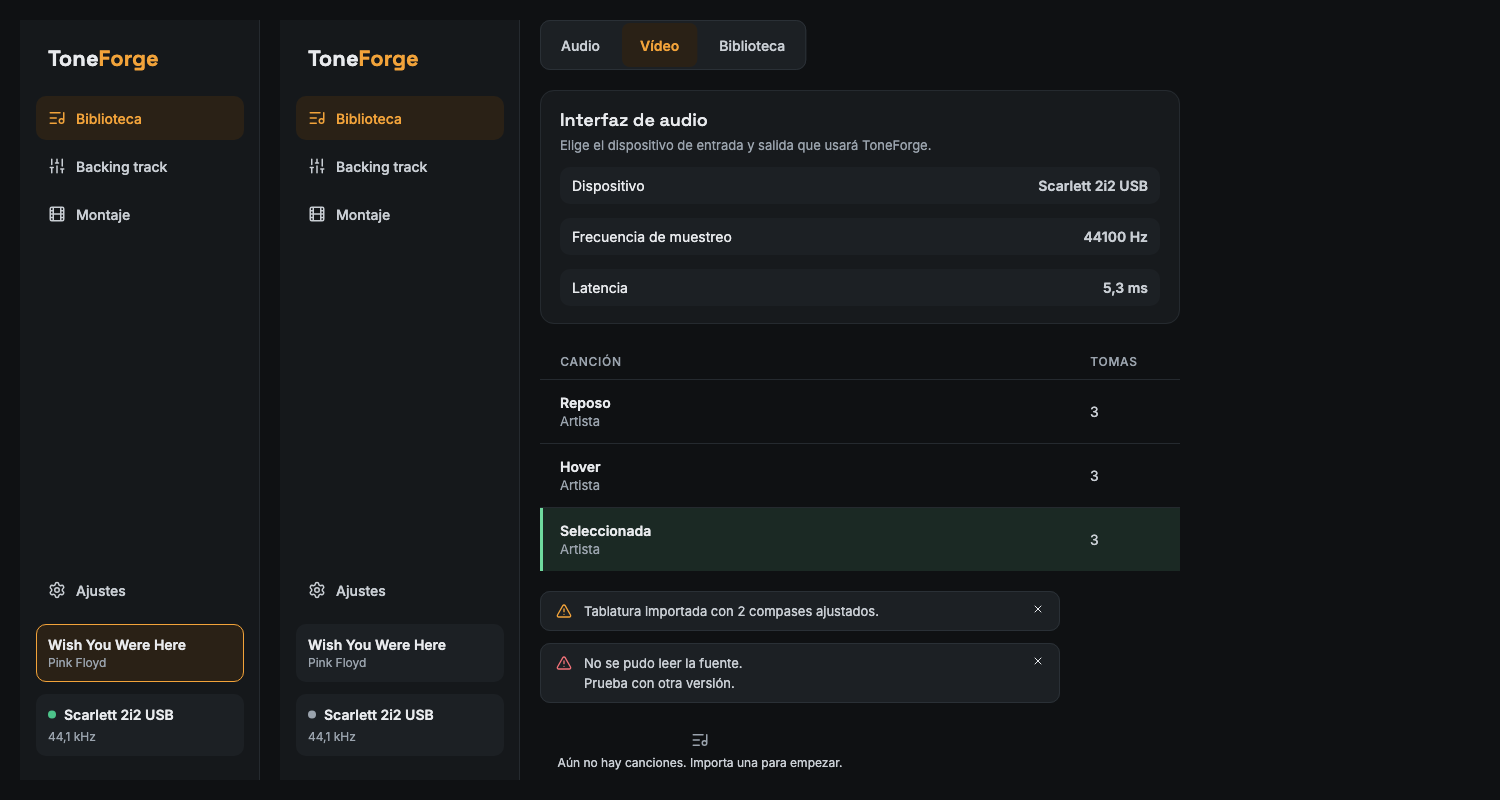 ToneForge
Biblioteca
Backing track
Montaje
Ajustes
Wish You Were Here
Pink Floyd
Scarlett 2i2 USB
44,1 kHz
ToneForge
Biblioteca
Backing track
Montaje
Ajustes
Wish You Were Here
Pink Floyd
Scarlett 2i2 USB
44,1 kHz
Audio Vídeo Biblioteca
Interfaz de audio
Elige el dispositivo de entrada y salida que usará ToneForge.
Dispositivo Scarlett 2i2 USB
Frecuencia de muestreo 44100 Hz
Latencia 5,3 ms
CANCIÓN TOMAS
Reposo
Artista
3
Hover
Artista
3
Seleccionada
Artista
3
Tablatura importada con 2 compases ajustados.
No se pudo leer la fuente.
Prueba con otra versión.
Aún no hay canciones. Importa una para empezar.